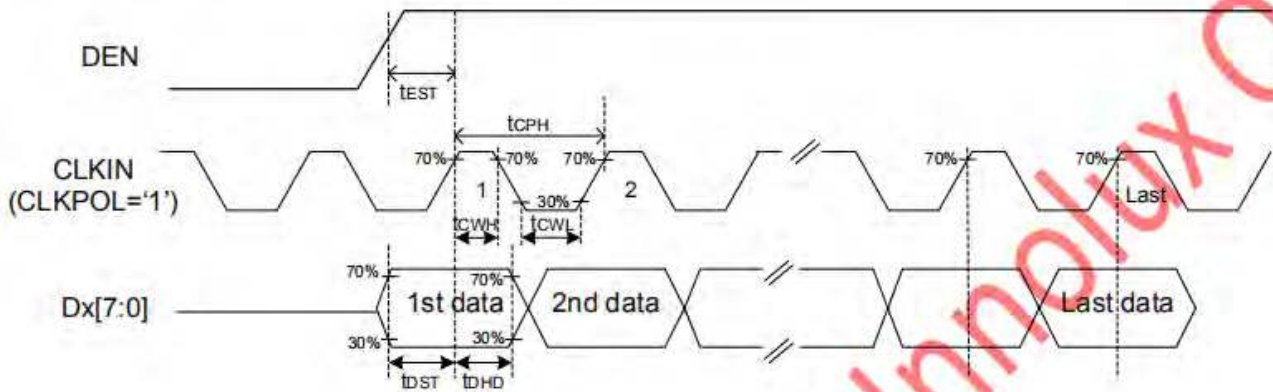 DEN
tEST
tCPH
CLKIN
(CLKPOL='1')
70% 70% 70% 70% 70%
1 2 Last
30%
tCWH tCWL
Dx[7:0]
70% 70%
1st data 2nd data Last data
30% 30%
tDST tDHD
Innolux